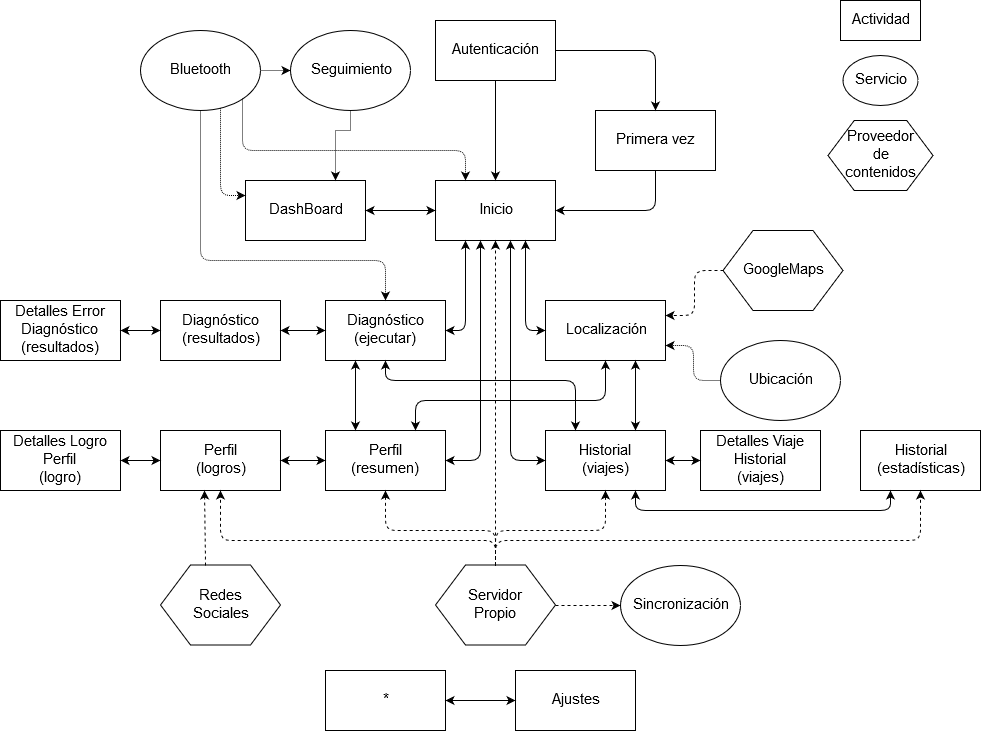 Actividad
Servicio
Proveedor
de
contenidos
Bluetooth
Seguimiento
Autenticación
Primera vez
DashBoard
Inicio
GoogleMaps
Detalles Error
Diagnóstico
(resultados)
Diagnóstico
(resultados)
Diagnóstico
(ejecutar)
Localización
Ubicación
Detalles Logro
Perfil
(logro)
Perfil
(logros)
Perfil
(resumen)
Historial
(viajes)
Detalles Viaje
Historial
(viajes)
Historial
(estadísticas)
Redes
Sociales
Servidor
Propio
Sincronización
*
Ajustes